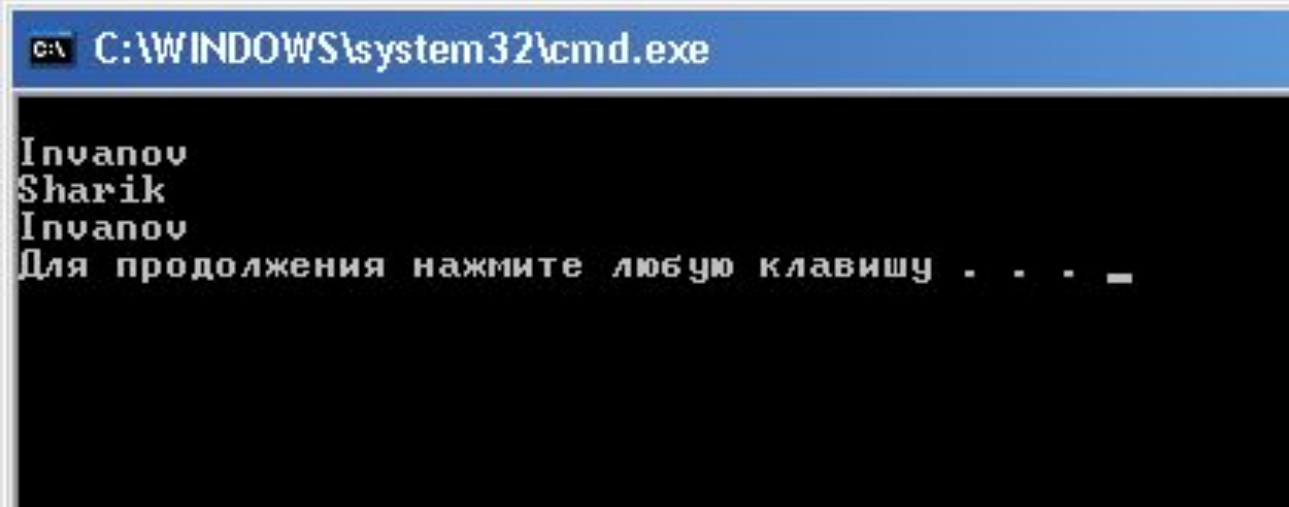 C:\WINDOWS\system32\cmd.exe
Invanov
Sharik
Invanov
Для продолжения нажмите любую клавишу . . . _